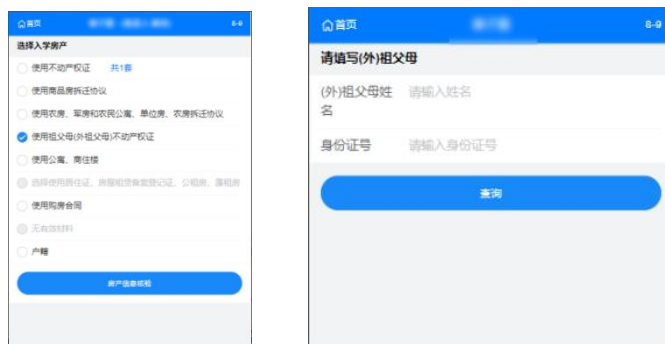 首页
8-9
选择入学房产
使用不动产权证 共1套
使用商品房拆迁协议
使用农房、军房和农民公寓、单位房、农房拆迁协议
使用祖父母(外祖父母)不动产权证
使用公寓、商住楼
使用购房合同
无有效材料
户籍
房产信息核验
首页
8-9
请填写(外)祖父母
(外)祖父母姓
名
请输入姓名
身份证号 请输入身份证号
查询